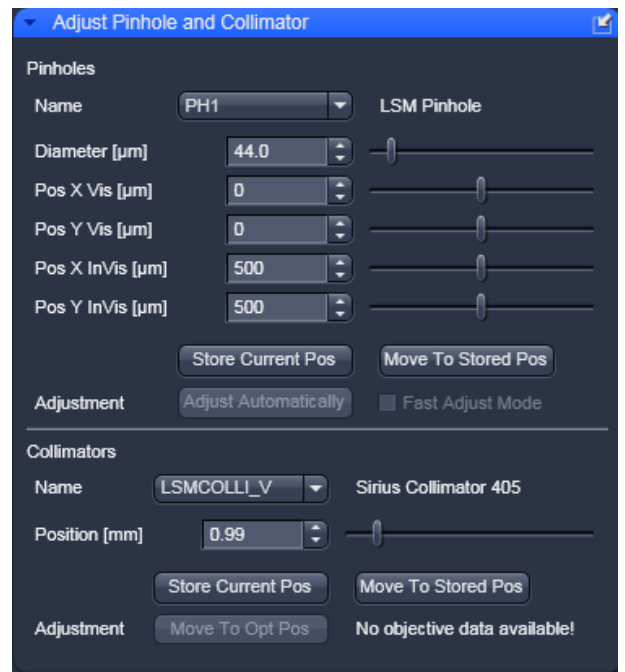 Adjust Pinhole and Collimator
Pinholes
Name PH1 LSM Pinhole
Diameter [µm] 44.0
Pos X Vis [µm] 0
Pos Y Vis [µm] 0
Pos X InVis [µm] 500
Pos Y InVis [µm] 500
Store Current Pos Move To Stored Pos
Adjustment Adjust Automatically Fast Adjust Mode
Collimators
Name LSMCOLLI_V Sirius Collimator 405
Position [mm] 0.99
Store Current Pos Move To Stored Pos
Adjustment Move To Opt Pos No objective data available!